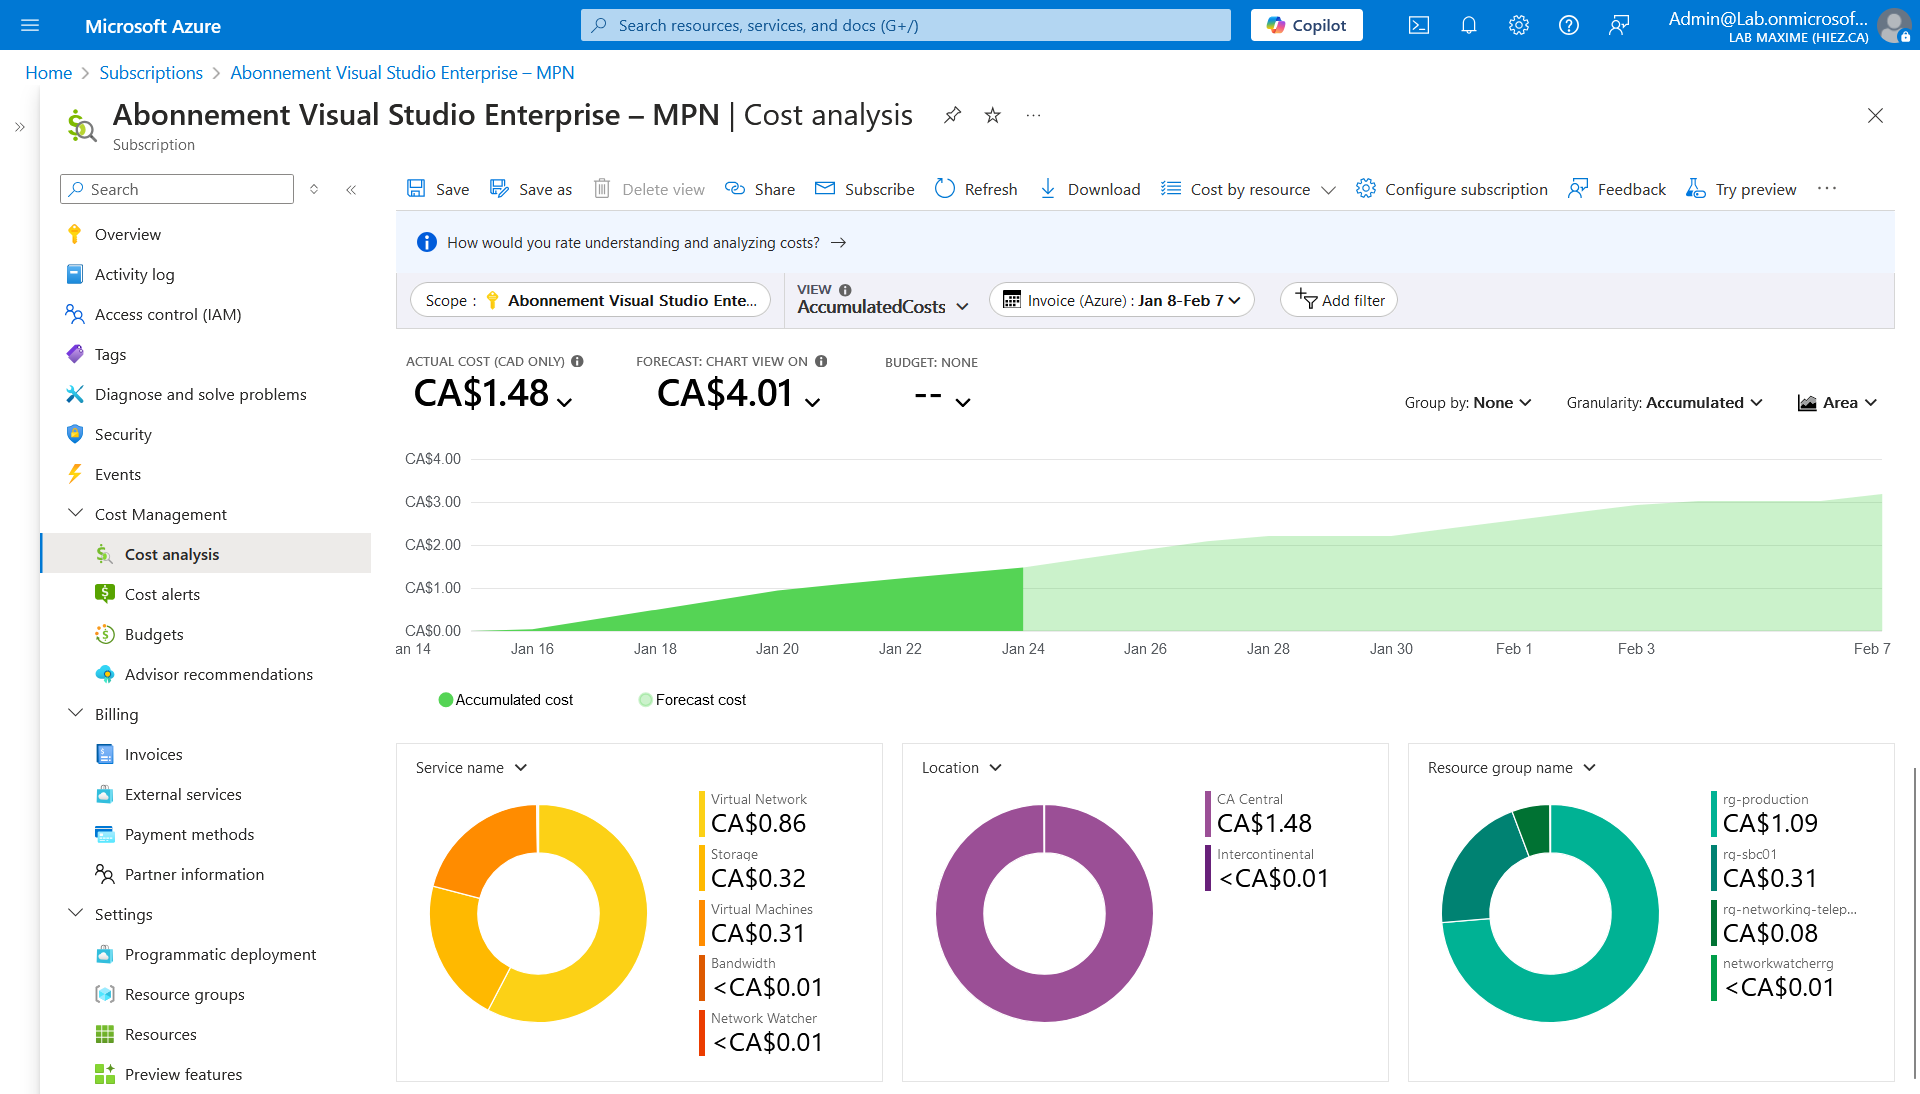 Microsoft Azure
Search resources, services, and docs (G+/)
Copilot
Admin@Lab.onmicrosof...
LAB MAXIME (HIEZ.CA)
Home > Subscriptions > Abonnement Visual Studio Enterprise – MPN
Abonnement Visual Studio Enterprise – MPN | Cost analysis
Subscription
Search
Save
Save as
Delete view
Share
Subscribe
Refresh
Download
Cost by resource
Configure subscription
Feedback
Try preview
Overview
Activity log
Access control (IAM)
Tags
Diagnose and solve problems
Security
Events
Cost Management
Cost analysis
Cost alerts
Budgets
Advisor recommendations
Billing
Invoices
External services
Payment methods
Partner information
Settings
Programmatic deployment
Resource groups
Resources
Preview features
How would you rate understanding and analyzing costs? →
Scope : Abonnement Visual Studio Ente...
VIEW
AccumulatedCosts
Invoice (Azure) : Jan 8-Feb 7
Add filter
ACTUAL COST (CAD ONLY)
CA$1.48
FORECAST: CHART VIEW ON
CA$4.01
BUDGET: NONE
--
Group by: None
Granularity: Accumulated
Area
CA$4.00
CA$3.00
CA$2.00
CA$1.00
CA$0.00
an 14
Jan 16
Jan 18
Jan 20
Jan 22
Jan 24
Jan 26
Jan 28
Jan 30
Feb 1
Feb 3
Feb 7
Accumulated cost
Forecast cost
Service name
Virtual Network
CA$0.86
Storage
CA$0.32
Virtual Machines
CA$0.31
Bandwidth
<CA$0.01
Network Watcher
<CA$0.01
Location
CA Central
CA$1.48
Intercontinental
<CA$0.01
Resource group name
rg-production
CA$1.09
rg-sbc01
CA$0.31
rg-networking-telep...
CA$0.08
networkwatcherrg
<CA$0.01